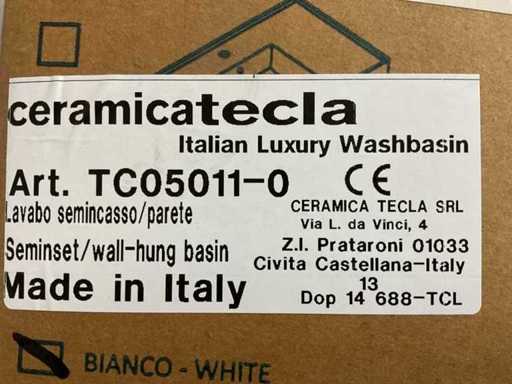 ceramicatecla
Italian Luxury Washbasin
Art. TC05011-0 CE
Lavabo semincasso/parete
Seminset/wall-hung basin
Made in Italy
CERAMICA TECLA SRL
Via L. da Vinci, 4
Z.I. Prataroni 01033
Civita Castellana-Italy
13
Dop 14 688-TCL
BIANCO - WHITE